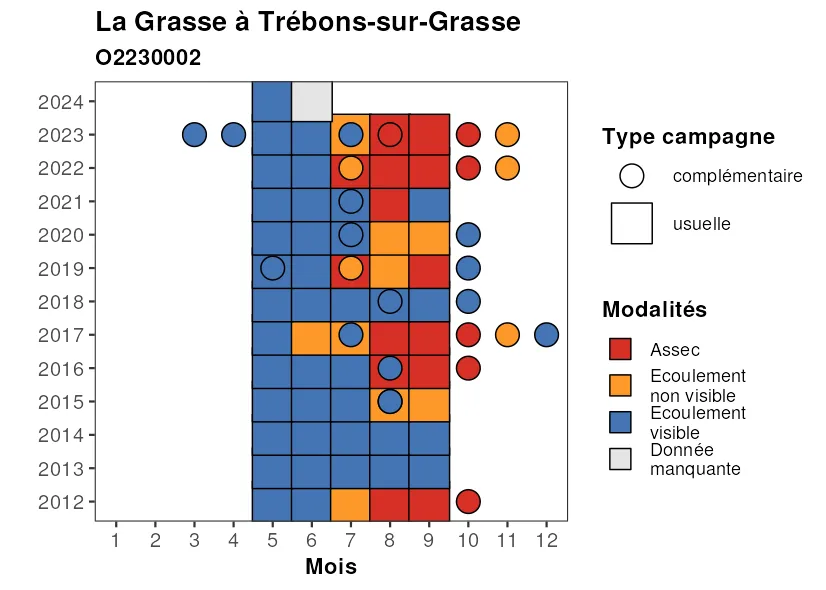 La Grasse à Trébons-sur-Grasse
O2230002
2024
2023
2022
2021
2020
2019
2018
2017
2016
2015
2014
2013
2012
1 2 3 4 5 6 7 8 9 10 11 12
Mois
Type campagne
complémentaire
usuelle
Modalités
Assec
Ecoulement
non visible
Ecoulement
visible
Donnée
manquante